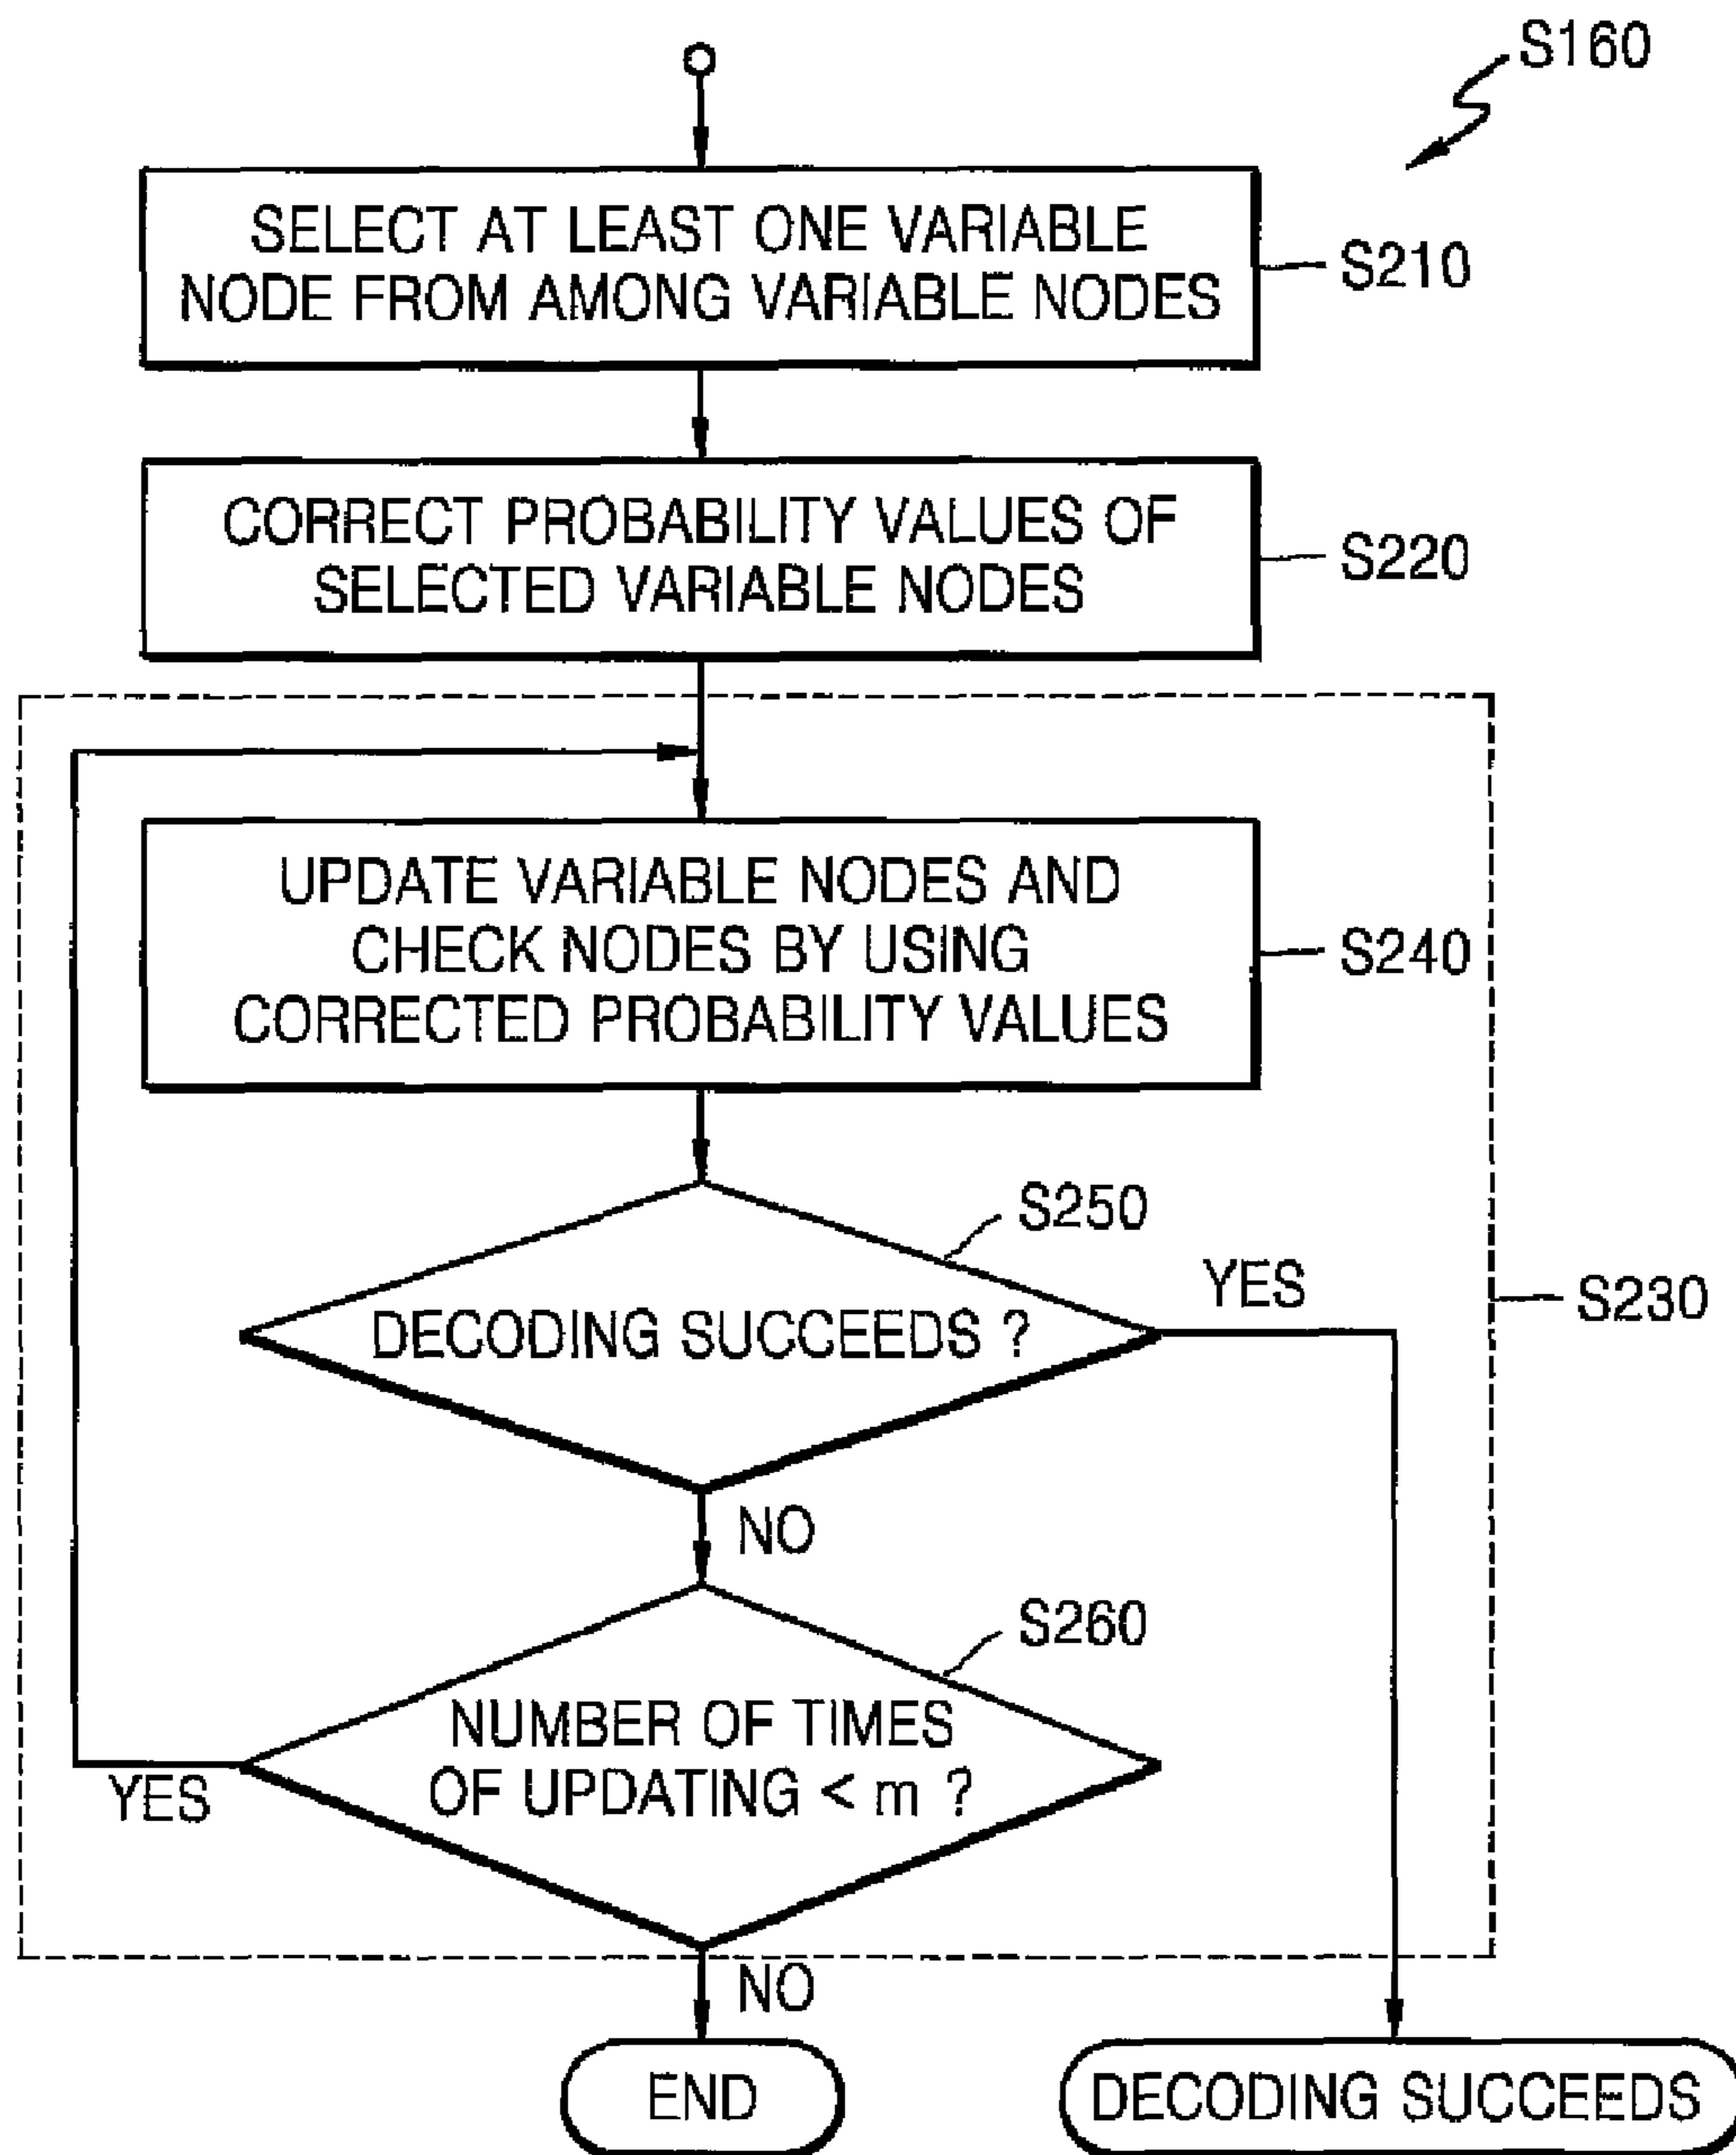 S160
SELECT AT LEAST ONE VARIABLE
NODE FROM AMONG VARIABLE NODES
S210
CORRECT PROBABILITY VALUES OF
SELECTED VARIABLE NODES
S220
UPDATE VARIABLE NODES AND
CHECK NODES BY USING
CORRECTED PROBABILITY VALUES
S240
S250
YES
DECODING SUCCEEDS ?
S230
NO
S260
NUMBER OF TIMES
OF UPDATING < m ?
YES
NO
END
DECODING SUCCEEDS